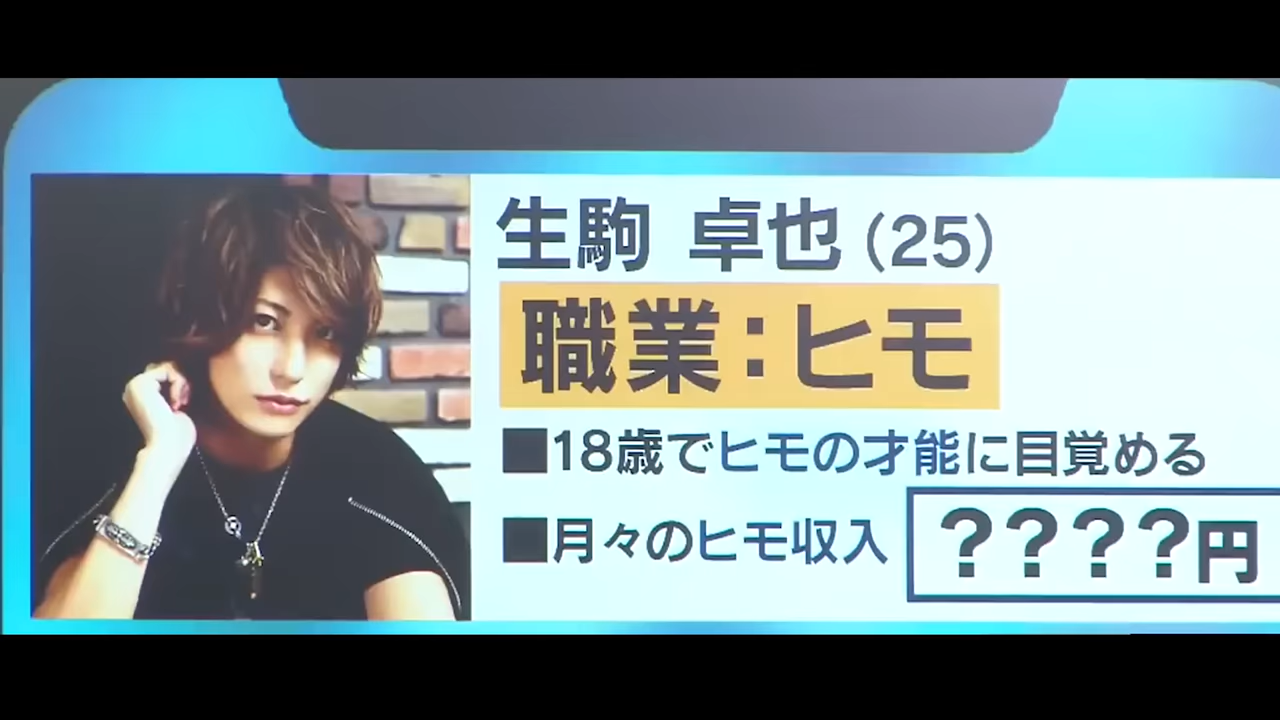 生駒 卓也(25)
職業:ヒモ
■18歳でヒモの才能に目覚める
■月々のヒモ収入 ????円